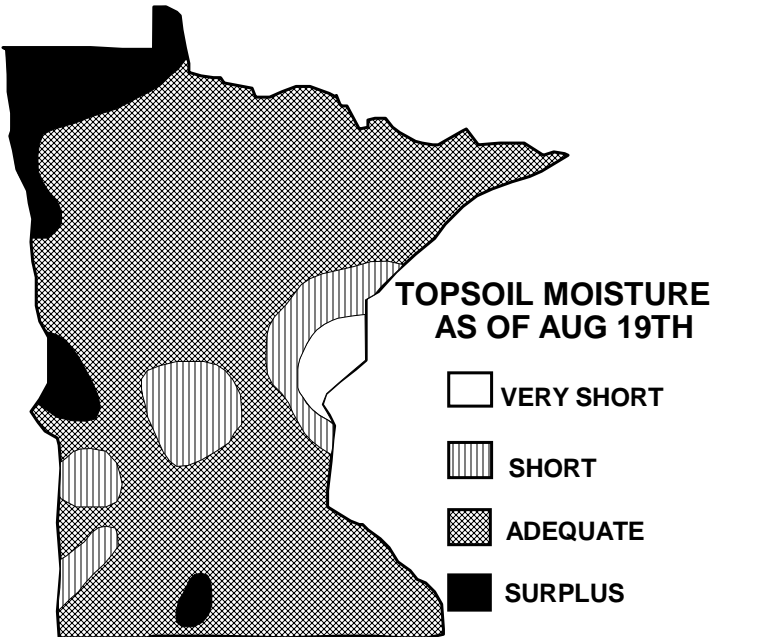 TOPSOIL MOISTURE
AS OF AUG 19TH
VERY SHORT
SHORT
ADEQUATE
SURPLUS